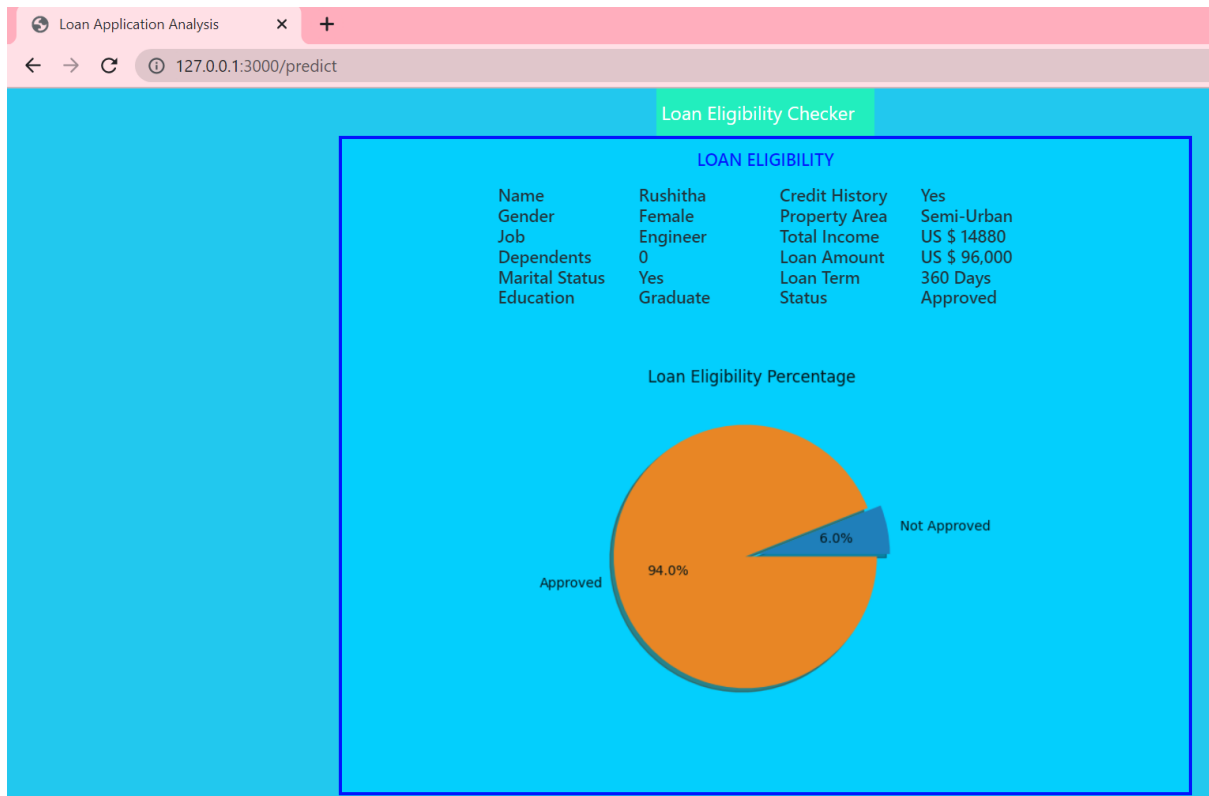 Loan Application Analysis
127.0.0.1:3000/predict
Loan Eligibility Checker
LOAN ELIGIBILITY
Name Rushitha Credit History Yes
Gender Female Property Area Semi-Urban
Job Engineer Total Income US $ 14880
Dependents 0 Loan Amount US $ 96,000
Marital Status Yes Loan Term 360 Days
Education Graduate Status Approved
Loan Eligibility Percentage
Not Approved
6.0%
94.0%
Approved